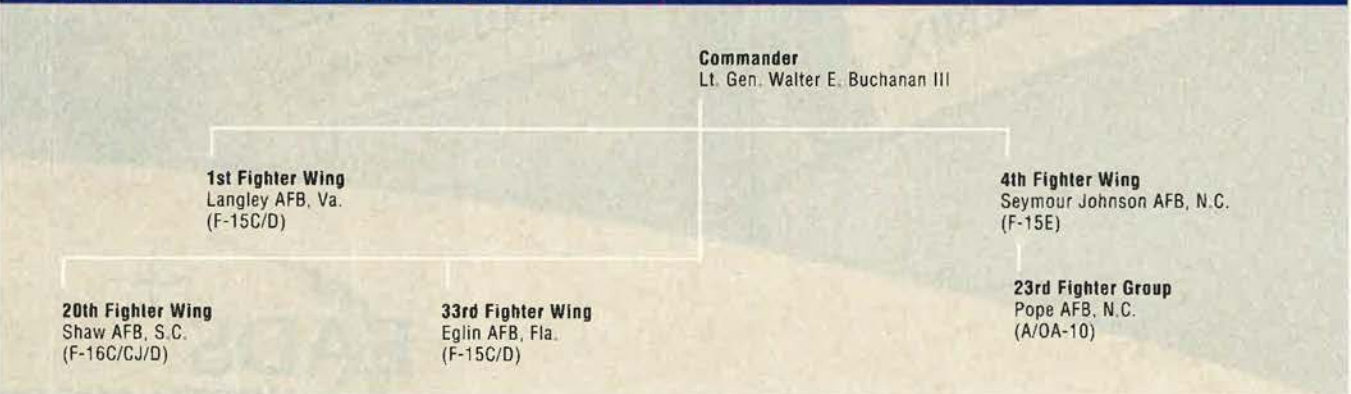 Commander
Lt. Gen. Walter E. Buchanan III
1st Fighter Wing
Langley AFB, Va.
(F-15C/D)
4th Fighter Wing
Seymour Johnson AFB, N.C.
(F-15E)
20th Fighter Wing
Shaw AFB, S.C.
(F-16C/CJ/D)
33rd Fighter Wing
Eglin AFB, Fla.
(F-15C/D)
23rd Fighter Group
Pope AFB, N.C.
(A/OA-10)